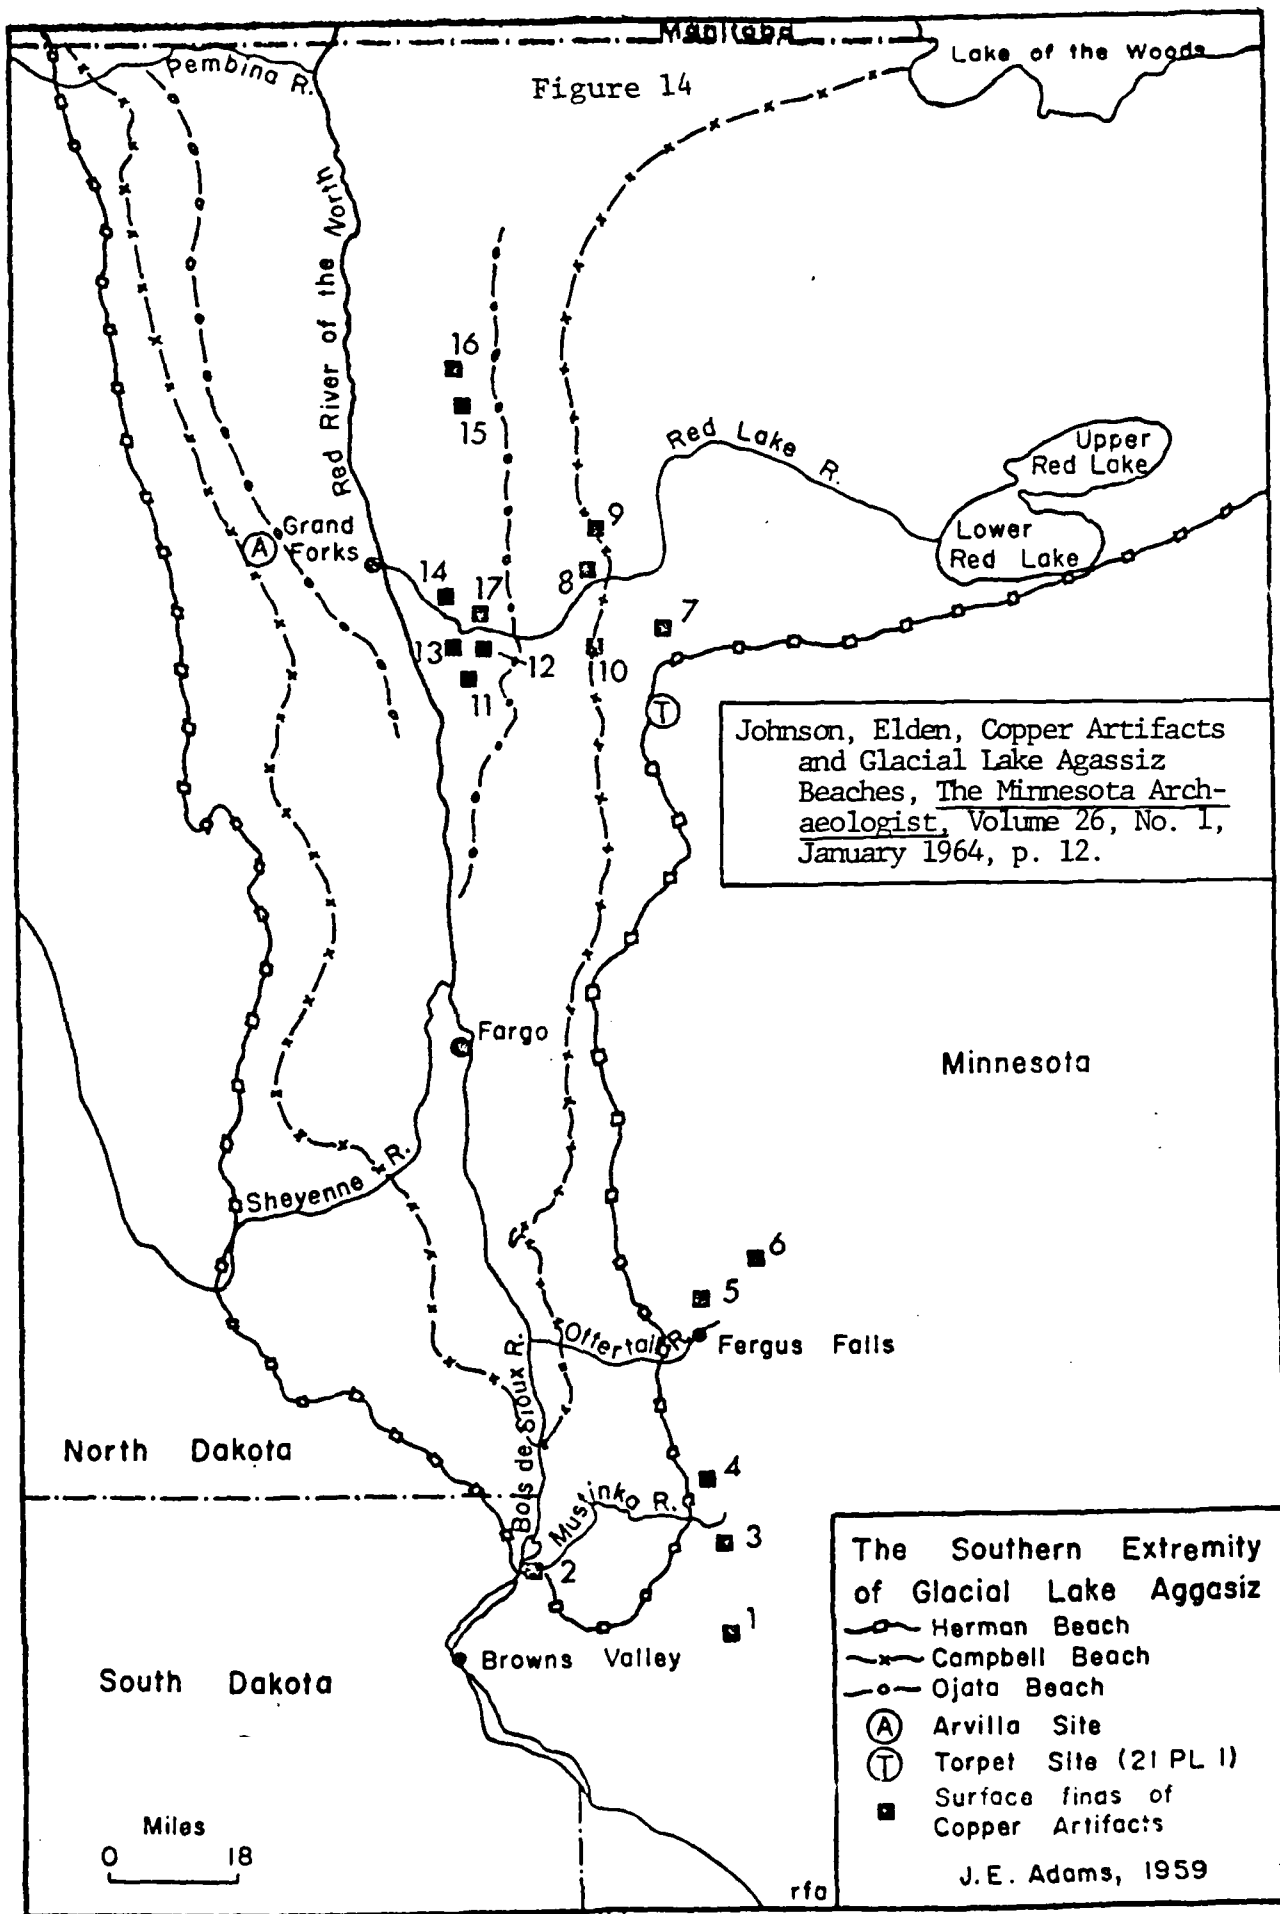 Manitoba
Lake of the Woods
Pembina R.
Figure 14
Red River of the North
16
15
Red Lake R.
Upper
Red Lake
Lower
Red Lake
9
8
A
Grand
Forks
14
17
7
13
12
10
11
T
Johnson, Elden, Copper Artifacts
and Glacial Lake Agassiz
Beaches, The Minnesota Arch-
aeologist, Volume 26, No. 1,
January 1964, p. 12.
Fargo
Minnesota
Sheyenne R.
6
5
Ottertail R.
Fergus Falls
Bois de Sioux R.
North Dakota
4
Mustinka R.
3
2
1
Browns Valley
South Dakota
The Southern Extremity
of Glacial Lake Aggasiz
Herman Beach
Campbell Beach
Ojata Beach
A Arvilla Site
T Torpet Site (21 PL 1)
Surface finas of
Copper Artifacts
J.E. Adams, 1959
Miles
0 18
rfa